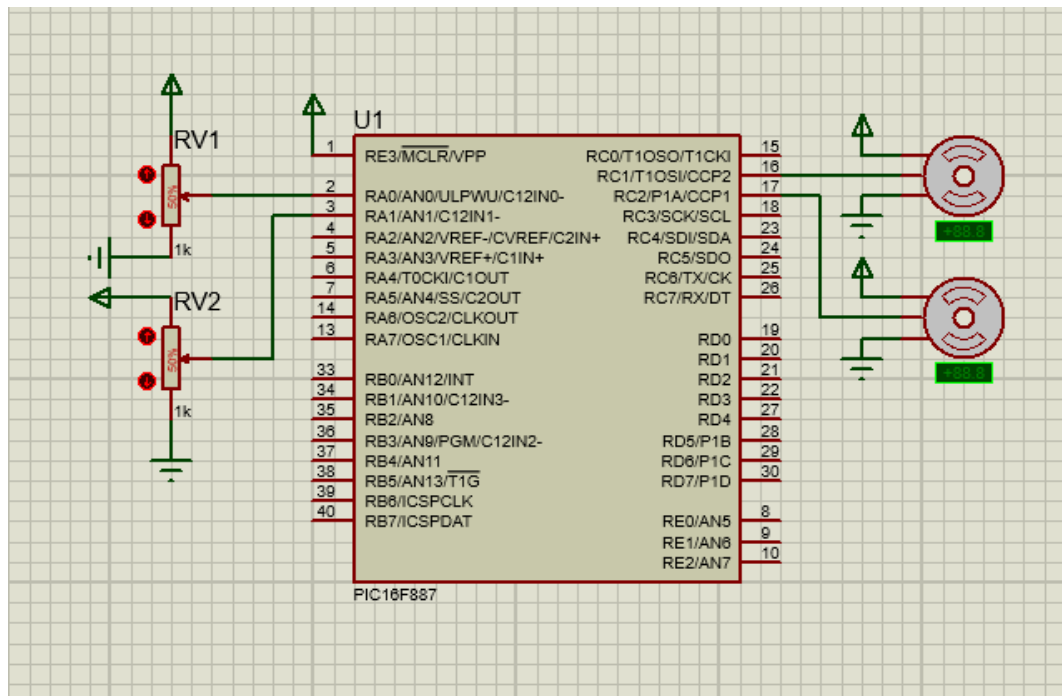 RV1
50%
1k
RV2
50%
1k
U1
1 RE3/MCLR/VPP
2 RA0/AN0/ULPWU/C12IN0-
3 RA1/AN1/C12IN1-
4 RA2/AN2/VREF-/CVREF/C2IN+
5 RA3/AN3/VREF+/C1IN+
6 RA4/T0CKI/C1OUT
7 RA5/AN4/SS/C2OUT
14 RA6/OSC2/CLKOUT
13 RA7/OSC1/CLKIN
33 RB0/AN12/INT
34 RB1/AN10/C12IN3-
35 RB2/AN8
36 RB3/AN9/PGM/C12IN2-
37 RB4/AN11
38 RB5/AN13/T1G
39 RB6/ICSPCLK
40 RB7/ICSPDAT
RC0/T1OSO/T1CKI 15
RC1/T1OSI/CCP2 16
RC2/P1A/CCP1 17
RC3/SCK/SCL 18
RC4/SDI/SDA 23
RC5/SDO 24
RC6/TX/CK 25
RC7/RX/DT 26
RD0 19
RD1 20
RD2 21
RD3 22
RD4 27
RD5/P1B 28
RD6/P1C 29
RD7/P1D 30
RE0/AN5 8
RE1/AN6 9
RE2/AN7 10
PIC16F887
+88.8
+88.8